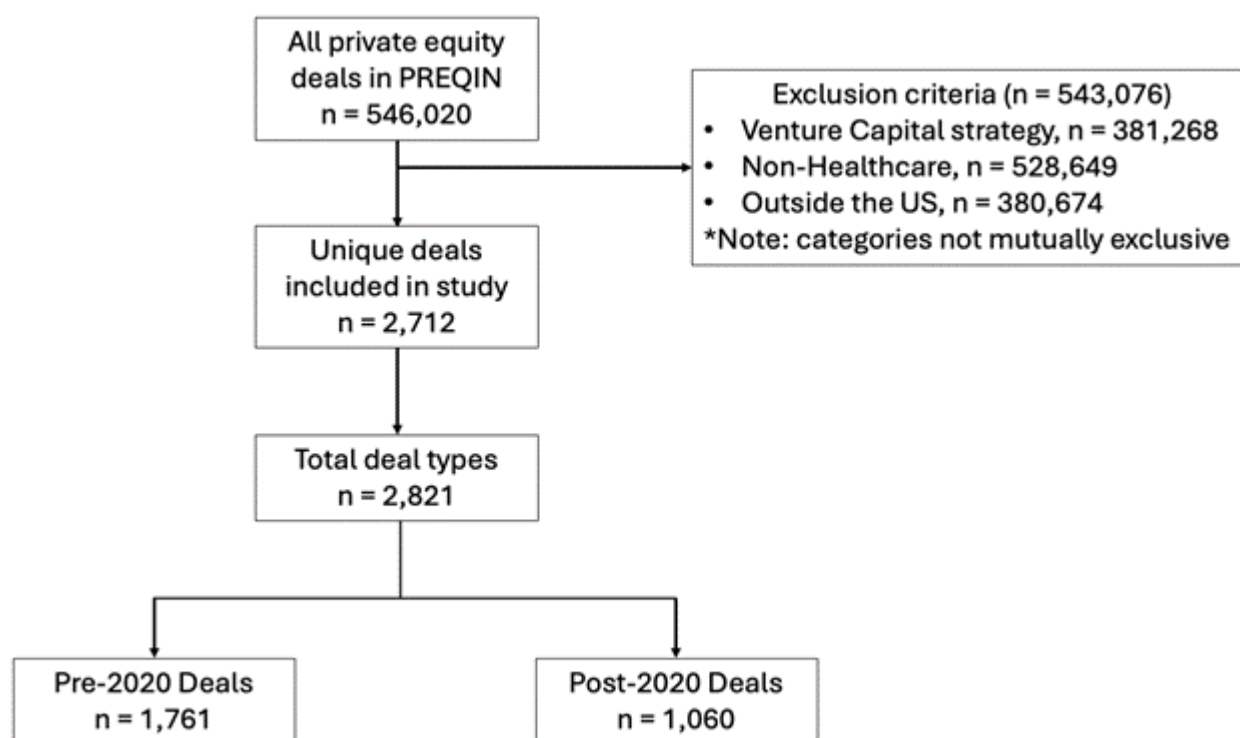 All private equity
deals in PREQIN
n = 546,020
Exclusion criteria (n = 543,076)
• Venture Capital strategy, n = 381,268
• Non-Healthcare, n = 528,649
• Outside the US, n = 380,674
*Note: categories not mutually exclusive
Unique deals
included in study
n = 2,712
Total deal types
n = 2,821
Pre-2020 Deals
n = 1,761
Post-2020 Deals
n = 1,060